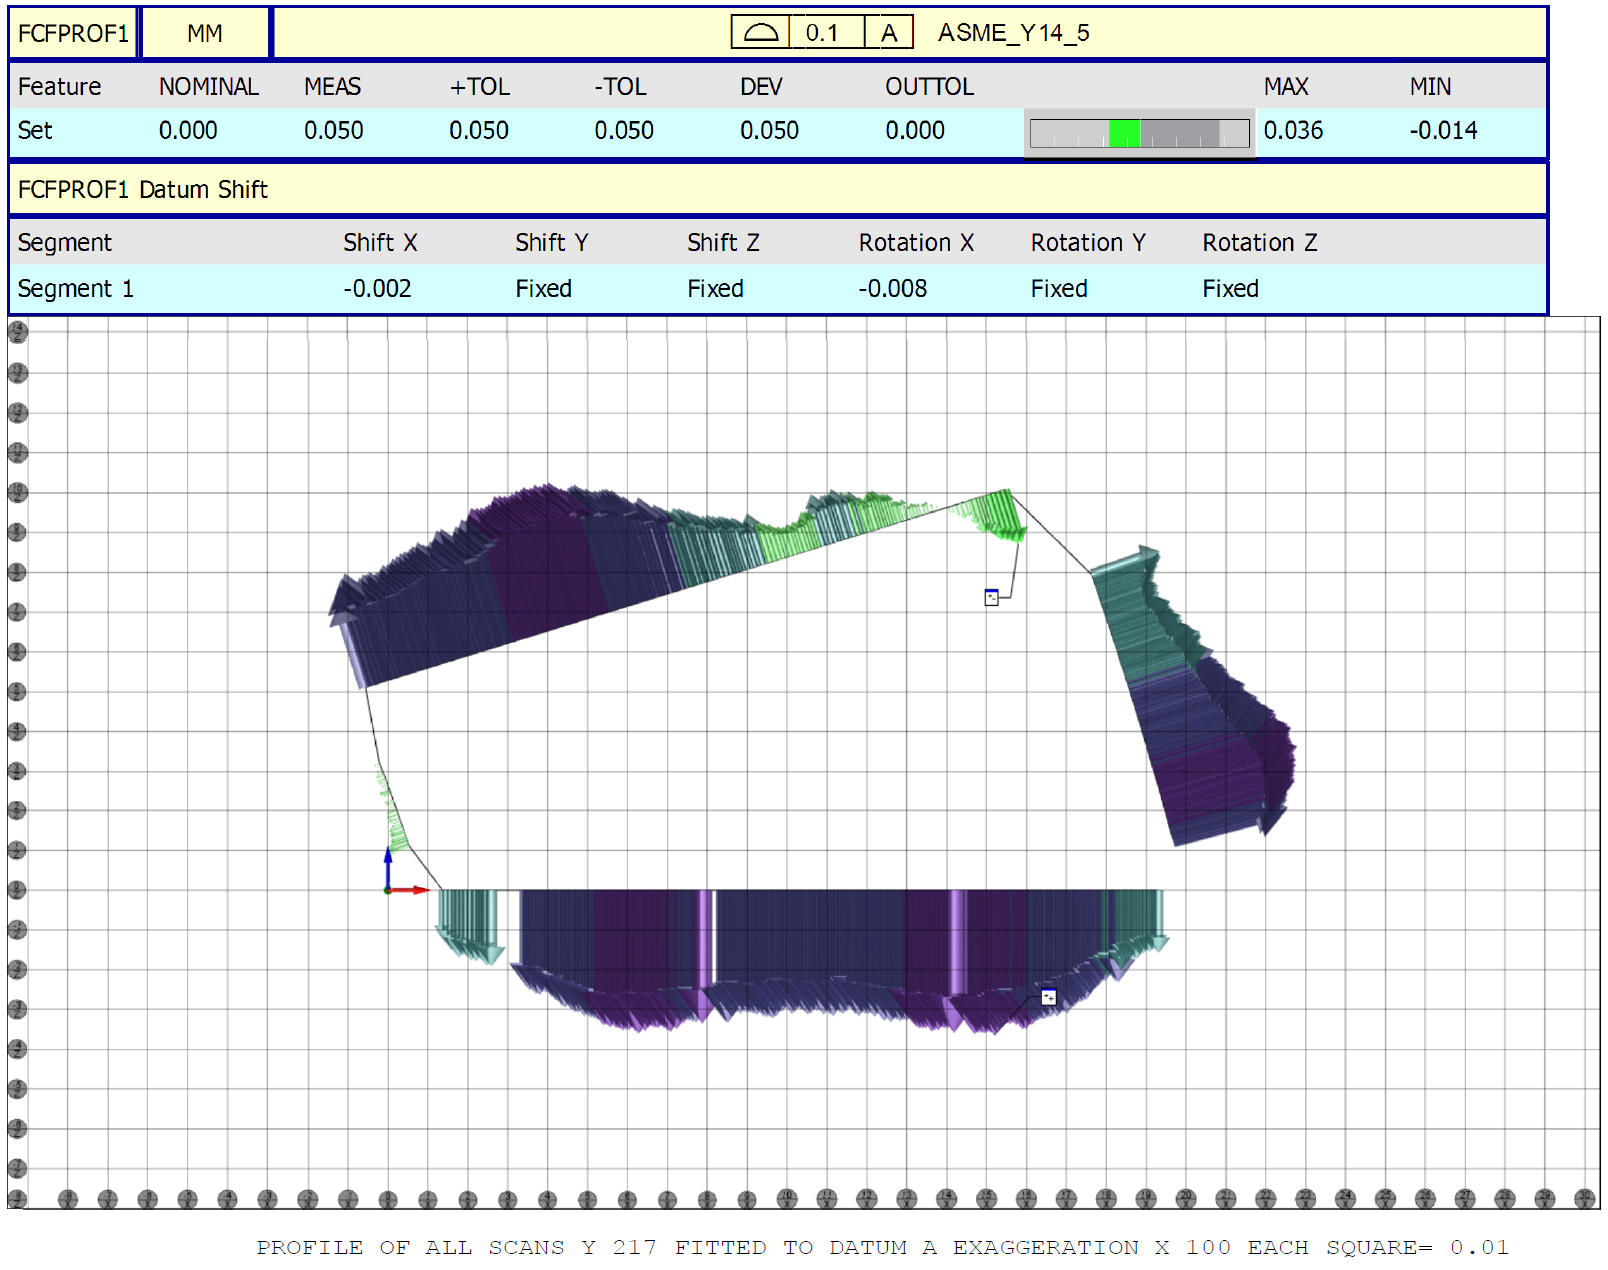 FCFPROF1 MM ⌓ 0.1 A ASME_Y14_5
Feature NOMINAL MEAS +TOL -TOL DEV OUTTOL MAX MIN
Set 0.000 0.050 0.050 0.050 0.050 0.000 0.036 -0.014
FCFPROF1 Datum Shift
Segment Shift X Shift Y Shift Z Rotation X Rotation Y Rotation Z
Segment 1 -0.002 Fixed Fixed -0.008 Fixed Fixed
PROFILE OF ALL SCANS Y 217 FITTED TO DATUM A EXAGGERATION X 100 EACH SQUARE= 0.01